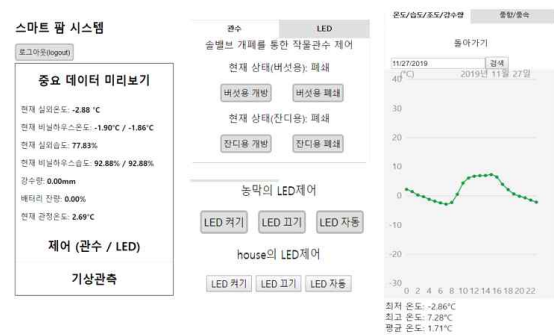 스마트 팜 시스템
로그아웃(logout)
중요 데이터 미리보기
현재 실외온도: -2.88 °C
현재 비닐하우스온도: -1.90°C / -1.86°C
현재 실외습도: 77.83%
현재 비닐하우스습도: 92.88% / 92.88%
강수량: 0.00mm
배터리 잔량: 0.00%
현재 관정온도: 2.69°C
제어 (관수 / LED)
기상관측
관수 LED
솔밸브 개폐를 통한 작물관수 제어
현재 상태(버섯용): 폐쇄
버섯용 개방 버섯용 폐쇄
현재 상태(잔디용): 폐쇄
잔디용 개방 잔디용 폐쇄
농막의 LED제어
LED 켜기 LED 끄기 LED 자동
house의 LED제어
LED 켜기 LED 끄기 LED 자동
온도/습도/조도/강수량 풍향/풍속
돌아가기
11/27/2019 검색
(°C) 2019년 11월 27일
40
30
20
10
0
-10
-20
-30
0 2 4 6 8 10 12 14 16 18 20 22
최저 온도: -2.86°C
최고 온도: 7.28°C
평균 온도: 1.71°C